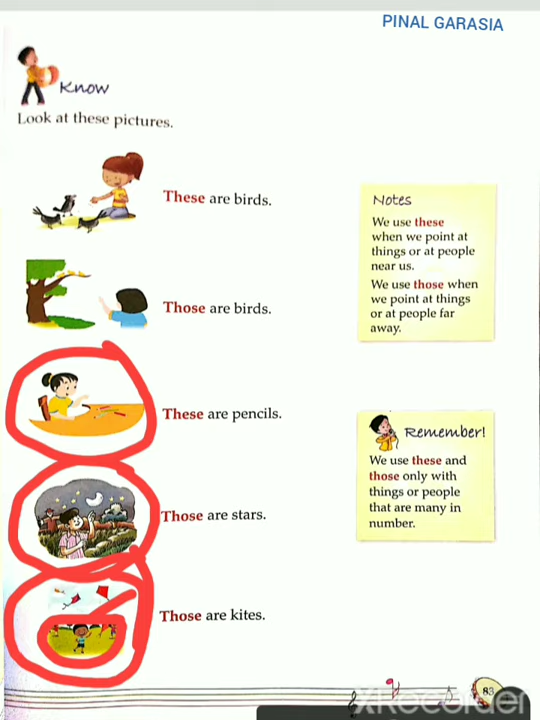 PINAL GARASIA
Know
Look at these pictures.
These are birds.
Notes
We use these
when we point at
things or at people
near us.
We use those when
we point at things
or at people far
away.
Those are birds.
These are pencils.
Remember!
We use these and
those only with
things or people
that are many in
number.
Those are stars.
Those are kites.
83
XRecorder